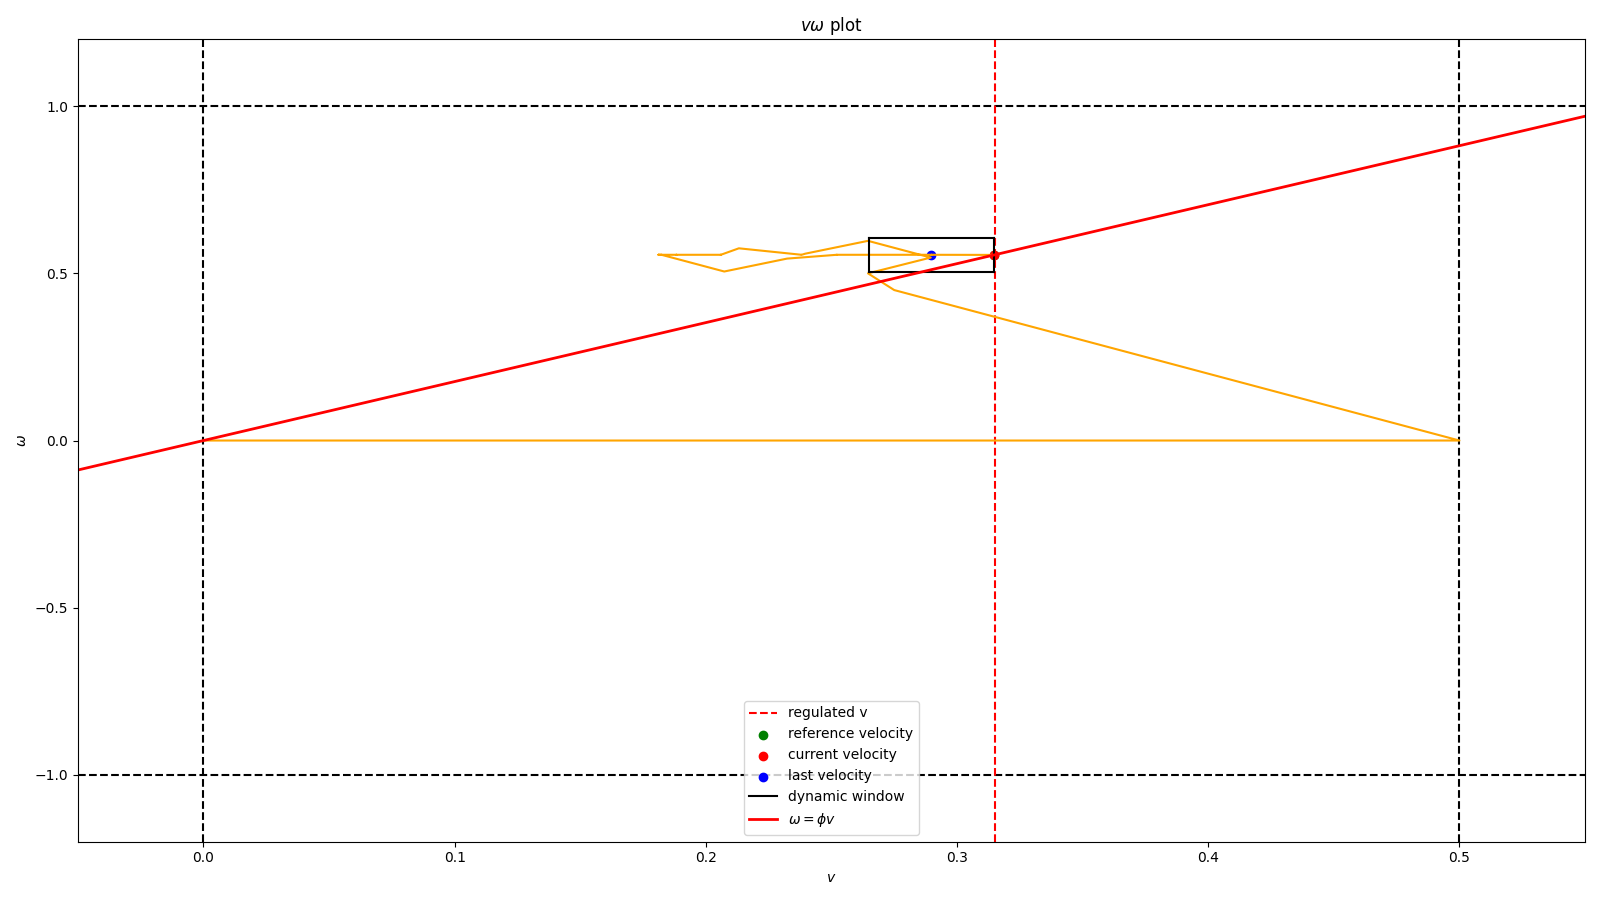 vω plot
1.0
0.5
0.0
−0.5
−1.0
ω
0.0 0.1 0.2 0.3 0.4 0.5
v
regulated v
reference velocity
current velocity
last velocity
dynamic window
ω = ϕv